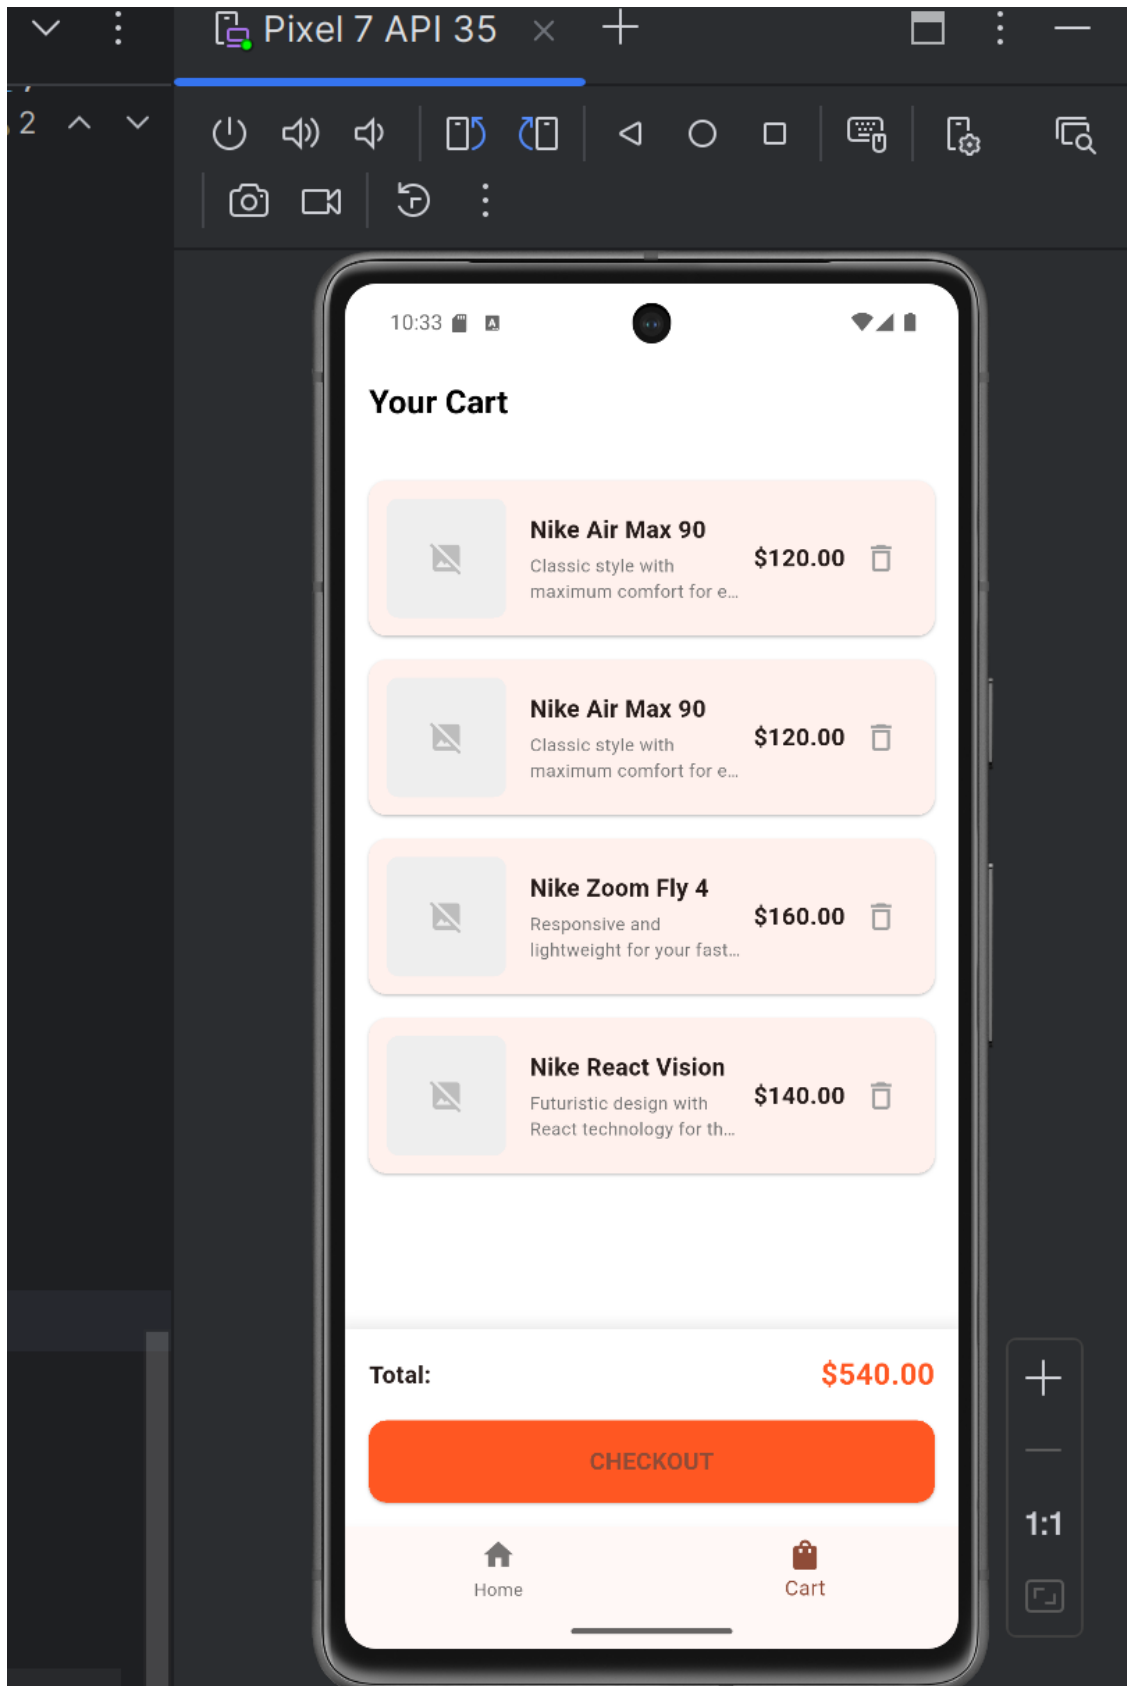 Pixel 7 API 35
2
10:33
Your Cart
Nike Air Max 90
Classic style with
maximum comfort for e...
$120.00
Nike Air Max 90
Classic style with
maximum comfort for e...
$120.00
Nike Zoom Fly 4
Responsive and
lightweight for your fast...
$160.00
Nike React Vision
Futuristic design with
React technology for th...
$140.00
Total:
$540.00
CHECKOUT
1:1
Home
Cart